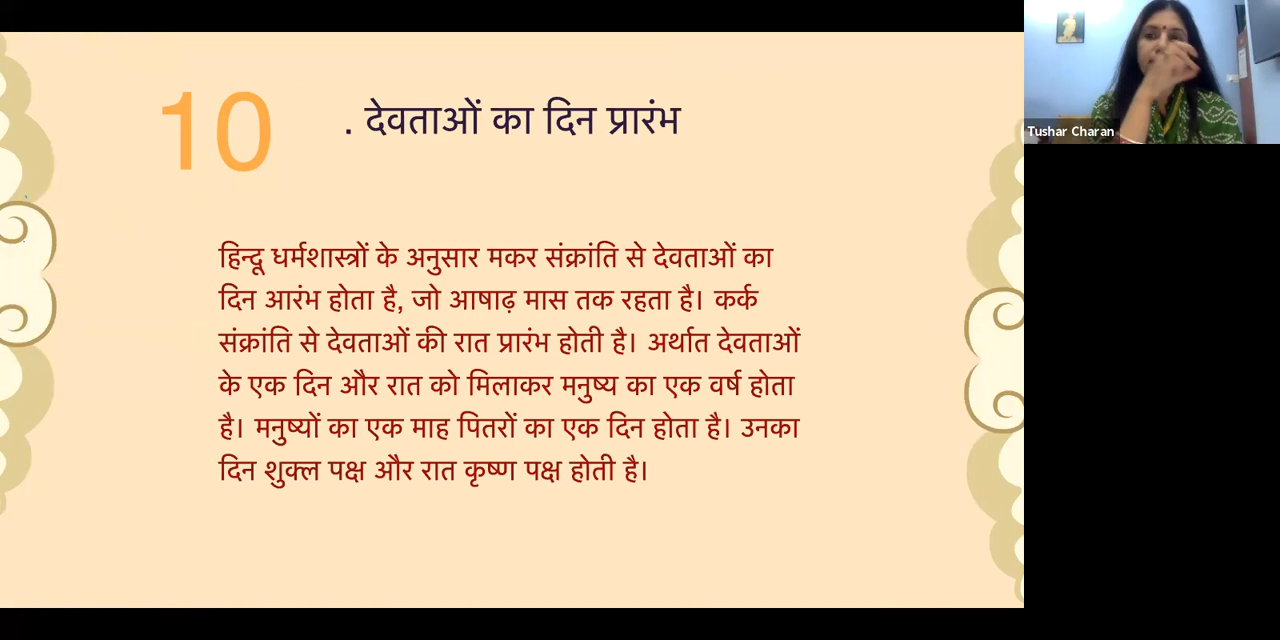 10
. देवताओं का दिन प्रारंभ
हिन्दू धर्मशास्त्रों के अनुसार मकर संक्रांति से देवताओं का
दिन आरंभ होता है, जो आषाढ़ मास तक रहता है। कर्क
संक्रांति से देवताओं की रात प्रारंभ होती है। अर्थात देवताओं
के एक दिन और रात को मिलाकर मनुष्य का एक वर्ष होता
है। मनुष्यों का एक माह पितरों का एक दिन होता है। उनका
दिन शुक्ल पक्ष और रात कृष्ण पक्ष होती है।
Tushar Charan